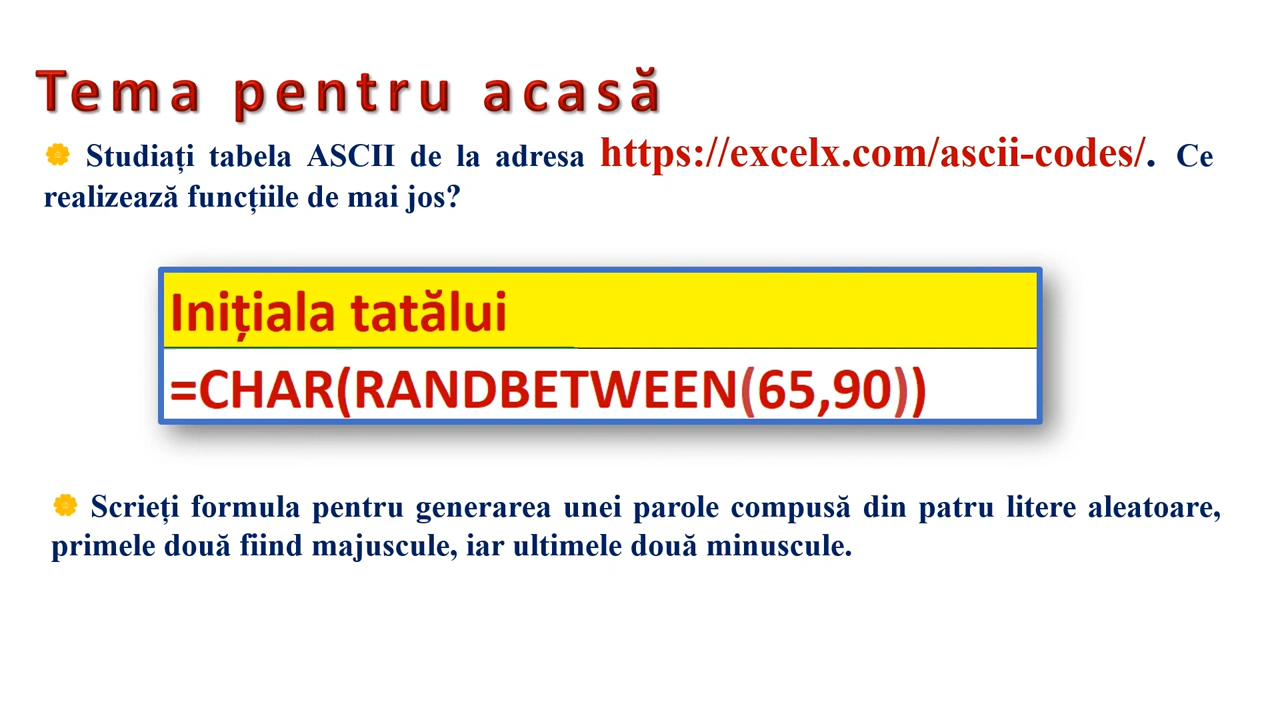 Tema pentru acasă
Studiați tabela ASCII de la adresa https://excelx.com/ascii-codes/. Ce
realizează funcțiile de mai jos?
Inițiala tatălui
=CHAR(RANDBETWEEN(65,90))
Scrieți formula pentru generarea unei parole compusă din patru litere aleatoare,
primele două fiind majuscule, iar ultimele două minuscule.